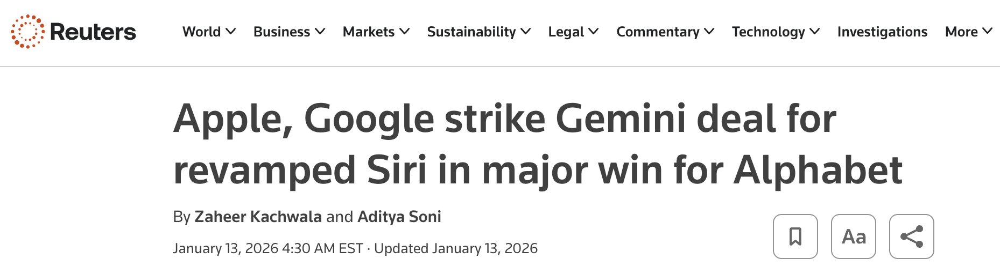 Reuters World Business Markets Sustainability Legal Commentary Technology Investigations More
Apple, Google strike Gemini deal for
revamped Siri in major win for Alphabet
By Zaheer Kachwala and Aditya Soni
Aa
January 13, 2026 4:30 AM EST · Updated January 13, 2026